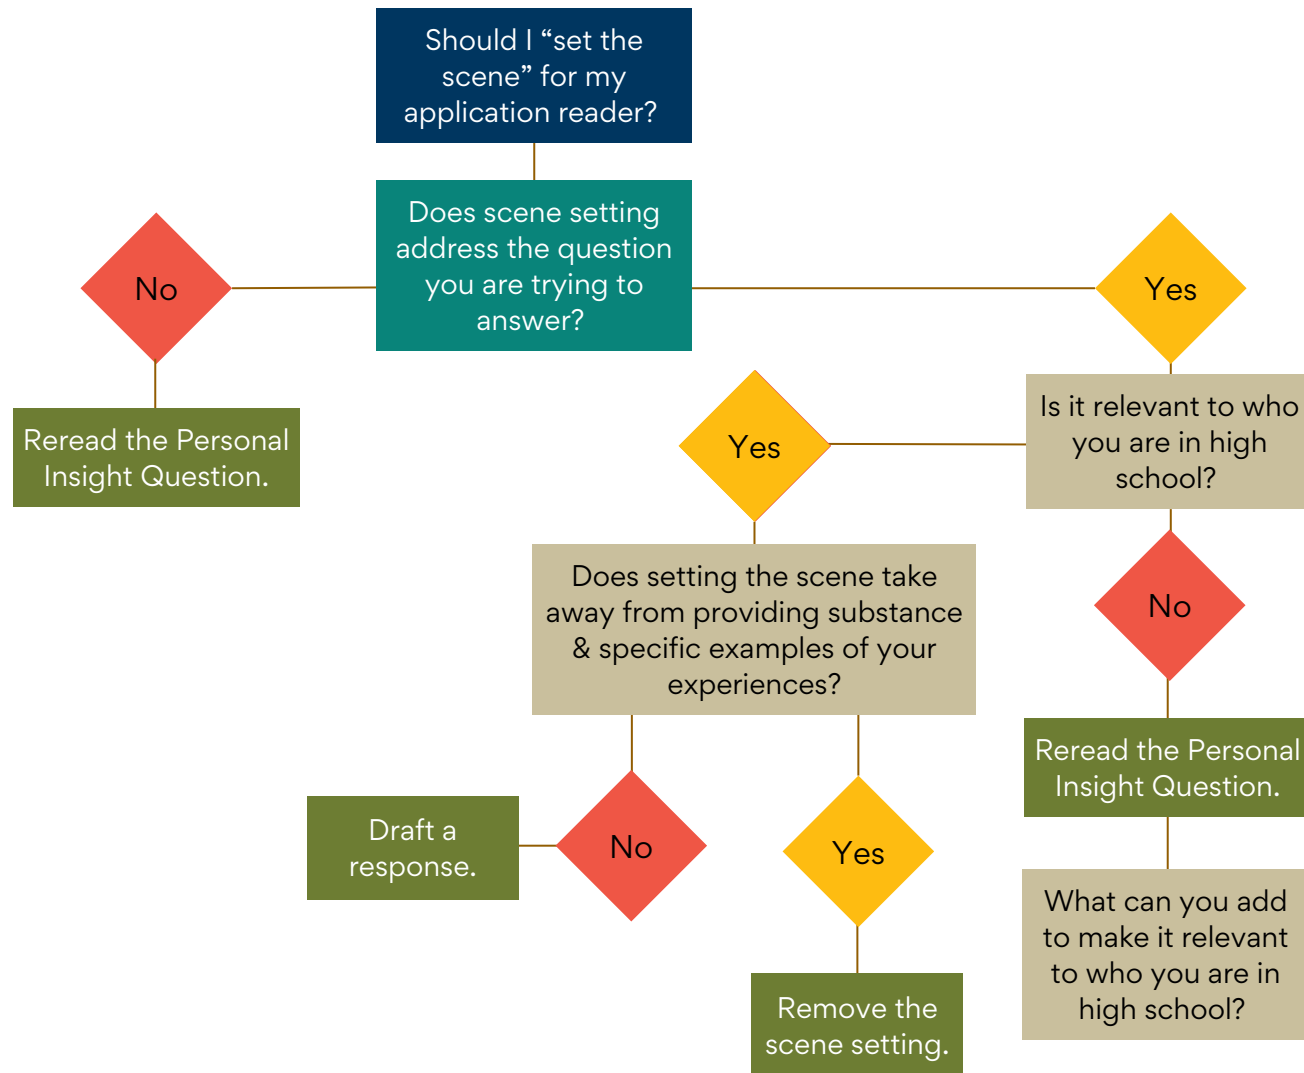 Should I “set the
scene” for my
application reader?
Does scene setting
address the question
you are trying to
answer?
No
Yes
Reread the Personal
Insight Question.
Is it relevant to who
you are in high
school?
Yes
No
Does setting the scene take
away from providing substance
& specific examples of your
experiences?
Reread the Personal
Insight Question.
Draft a
response.
No
Yes
What can you add
to make it relevant
to who you are in
high school?
Remove the
scene setting.